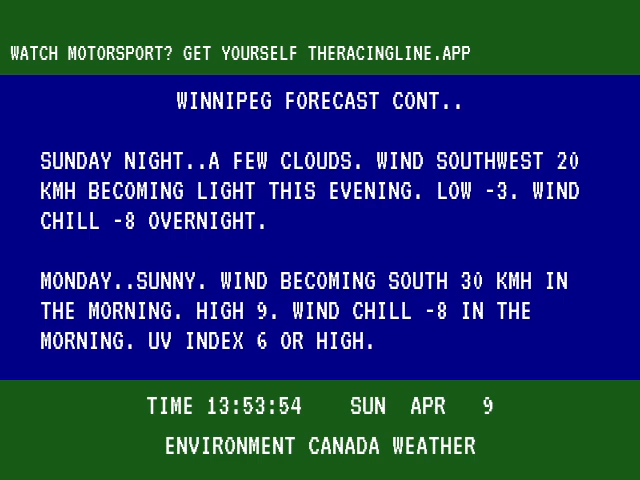 WATCH MOTORSPORT? GET YOURSELF THERACINGLINE.APP
WINNIPEG FORECAST CONT..
SUNDAY NIGHT..A FEW CLOUDS. WIND SOUTHWEST 20
KMH BECOMING LIGHT THIS EVENING. LOW -3. WIND
CHILL -8 OVERNIGHT.
MONDAY..SUNNY. WIND BECOMING SOUTH 30 KMH IN
THE MORNING. HIGH 9. WIND CHILL -8 IN THE
MORNING. UV INDEX 6 OR HIGH.
TIME 13:53:54 SUN APR 9
ENVIRONMENT CANADA WEATHER